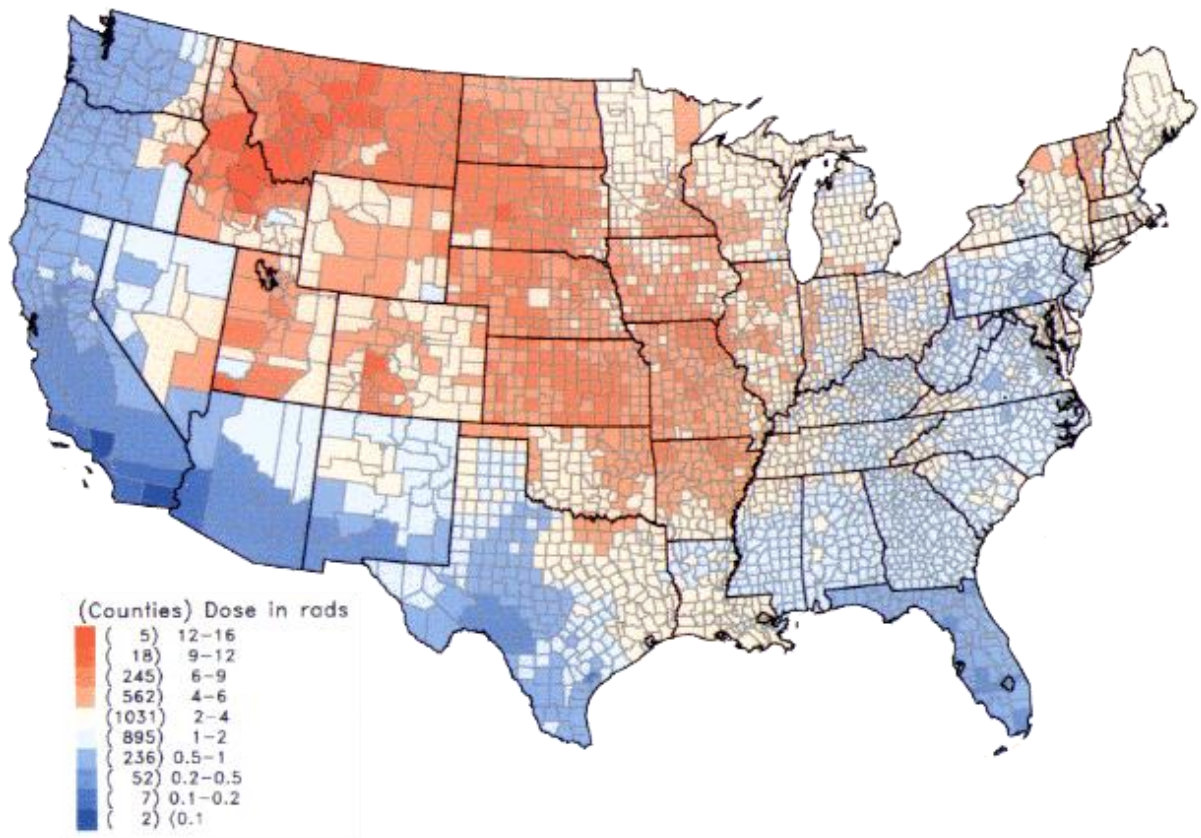 (Counties) Dose in rads
( 5) 12-16
( 18) 9-12
( 245) 6-9
( 562) 4-6
(1031) 2-4
( 895) 1-2
( 236) 0.5-1
( 52) 0.2-0.5
( 7) 0.1-0.2
( 2) (0.1